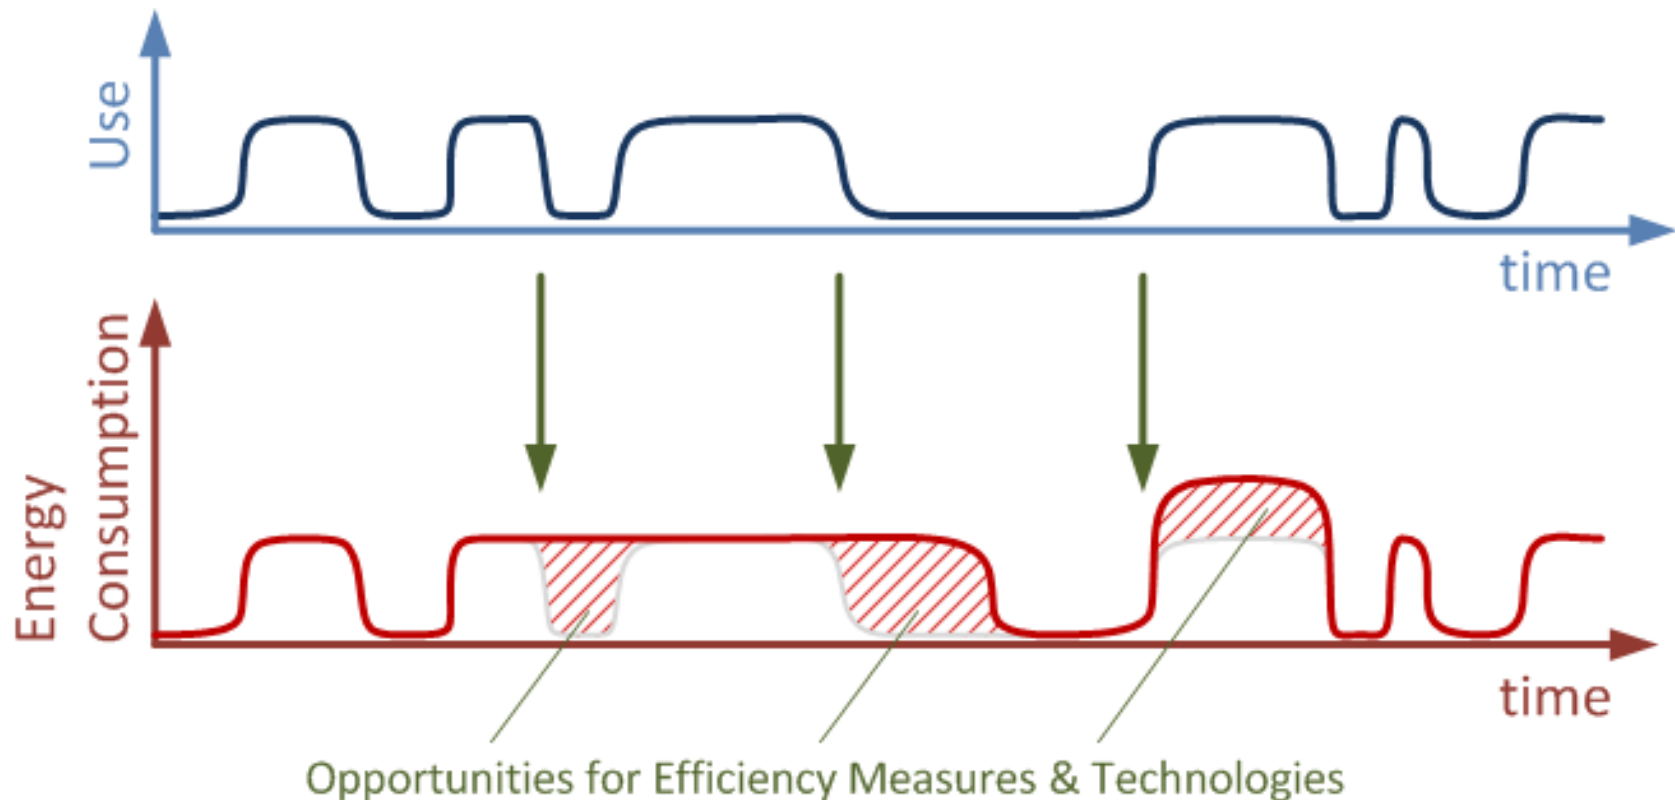 Use
time
Energy
Consumption
time
Opportunities for Efficiency Measures & Technologies